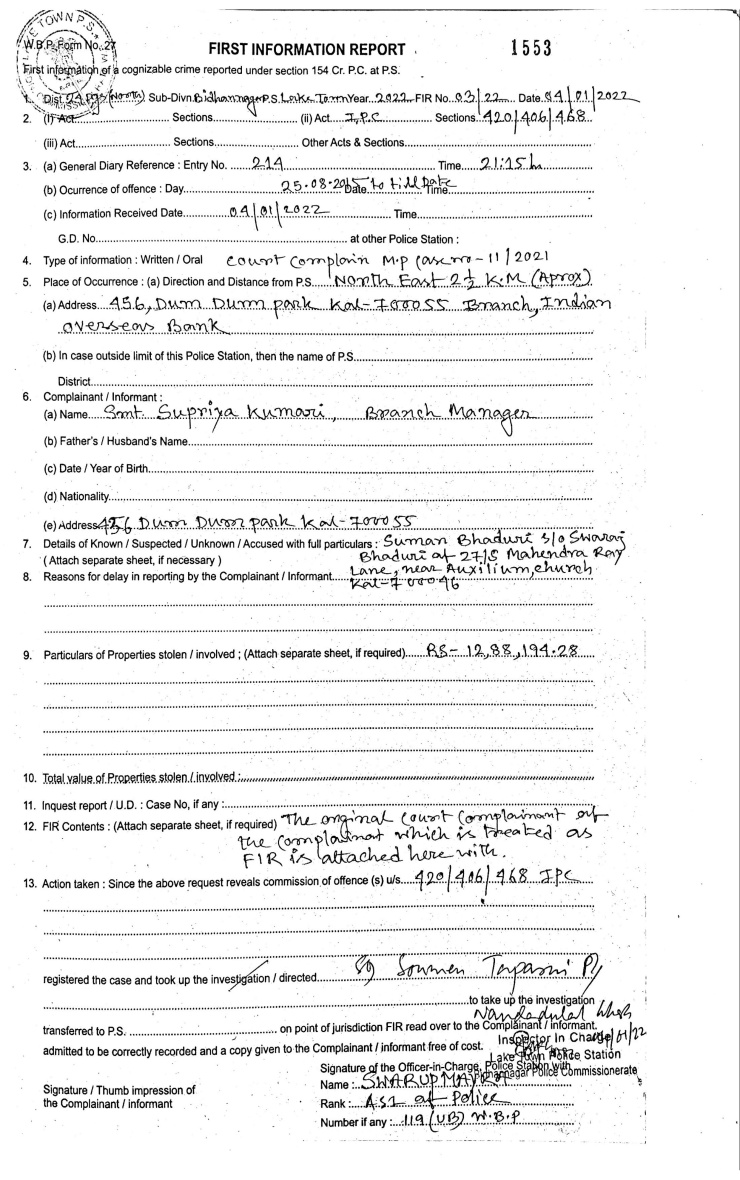 TOWN P.S.
W.B.P. Form No. 27
FIRST INFORMATION REPORT
1553
First information of a cognizable crime reported under section 154 Cr. P.C. at P.S.
1. Dist. 24 Pgs (North) Sub-Divn. Bidhannagar P.S. Lake Town Year 2022 FIR No. 03/22 Date 04/01/2022
2. (i) Act Sections (ii) Act I.P.C Sections 420/406/468
(iii) Act Sections Other Acts & Sections
3. (a) General Diary Reference : Entry No. 214 Time 21:15 h
(b) Ocurrence of offence : Day 25-08-2015 Date to till Date Time
(c) Information Received Date 04/01/2022 Time
G.D. No. at other Police Station :
4. Type of information : Written / Oral Court Complain M.P Case no - 11/2021
5. Place of Occurrence : (a) Direction and Distance from P.S. North East 2½ K.M (Aprox)
(a) Address 456, Dum Dum park Kol-700055 Branch, Indian
overseas Bank
(b) In case outside limit of this Police Station, then the name of P.S.
District
6. Complainant / Informant :
(a) Name Smt. Supriya Kumari, Branch Manager
(b) Father's / Husband's Name
(c) Date / Year of Birth
(d) Nationality
(e) Address 456 Dum Dum park Kol-700055
7. Details of Known / Suspected / Unknown / Accused with full particulars : Suman Bhaduri s/o Swaraj
( Attach separate sheet, if necessary ) Bhaduri of 27/5 Mahendra Ray
Lane, near Auxilium, church
8. Reasons for delay in reporting by the Complainant / Informant
Kol-700046
9. Particulars of Properties stolen / involved ; (Attach separate sheet, if required) RS- 12,88,194.28
10. Total value of Properties stolen / involved :
11. Inquest report / U.D. : Case No, if any :
12. FIR Contents : (Attach separate sheet, if required) The original Court Complainant of
the complainat which is treated as
FIR is attached here with.
13. Action taken : Since the above request reveals commission of offence (s) u/s 420/406/468 IPC
registered the case and took up the investigation / directed Soumen
to take up the investigation
transferred to P.S. on point of jurisdiction FIR read over to the Complainant / informant.
admitted to be correctly recorded and a copy given to the Complainant / informant free of cost.
Inspector In Charge
Lake Town Police Station
Bidhannagar Police Commissionerate
Signature of the Officer-in-Charge, Police Station with
Name : SWARUP
Signature / Thumb impression of
the Complainant / informant
Rank : ASI of Police
Number if any : 119 (UB) W.B.P